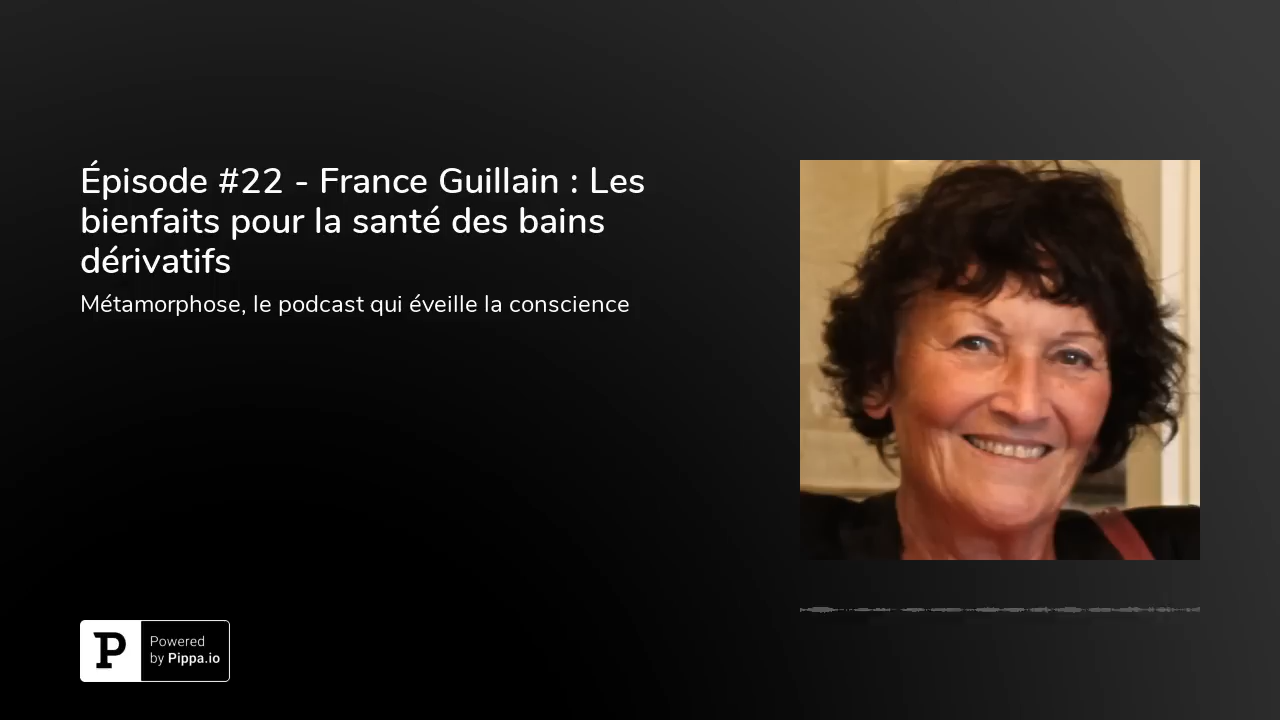 Épisode #22 - France Guillain : Les
bienfaits pour la santé des bains
dérivatifs
Métamorphose, le podcast qui éveille la conscience
P
Powered
by Pippa.io